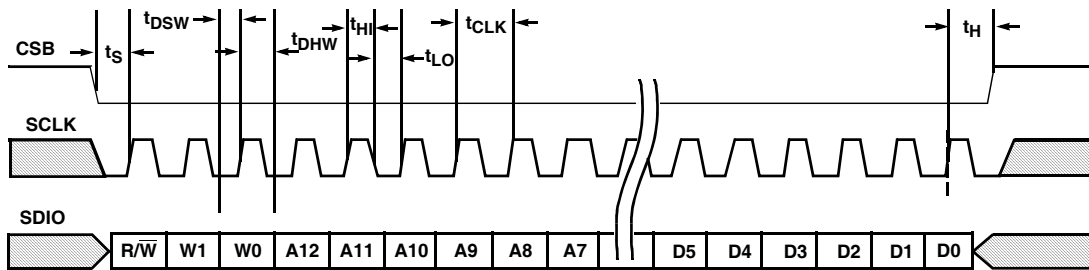 tDSW
tHI
tCLK
tH
CSB
tS
tDHW
tLO
SCLK
SDIO
R/W̅ W1 W0 A12 A11 A10 A9 A8 A7 D5 D4 D3 D2 D1 D0